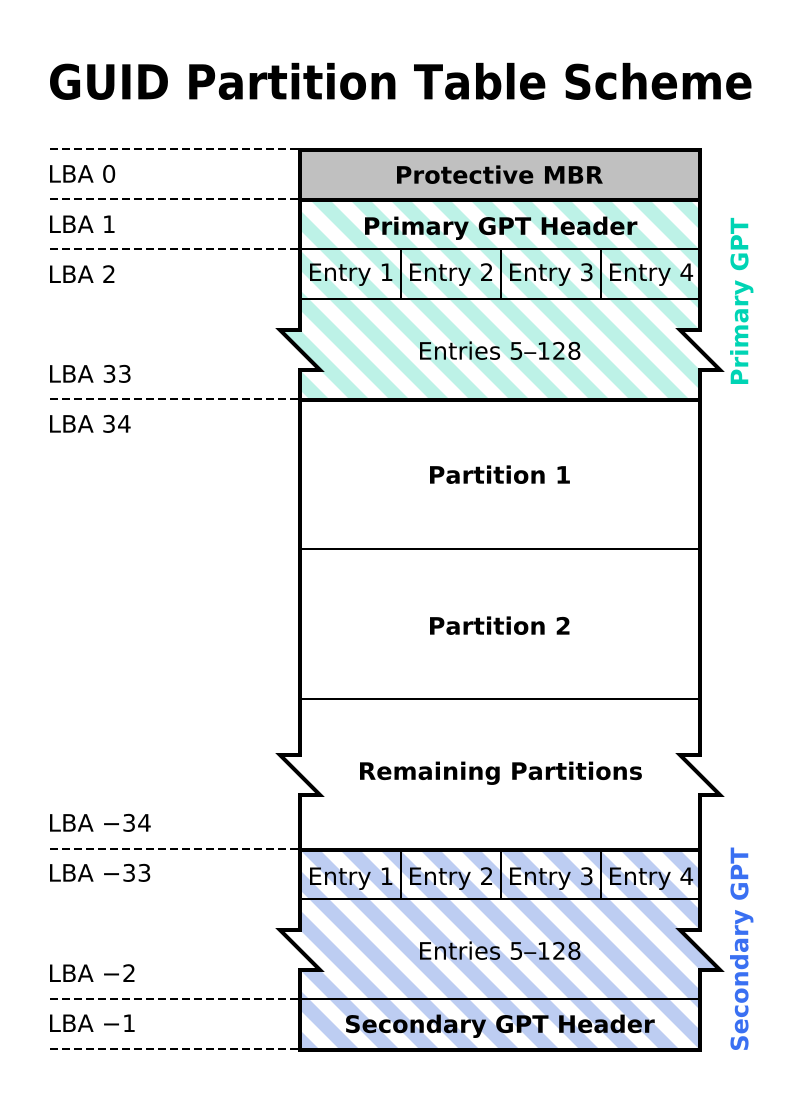 GUID Partition Table Scheme
LBA 0
Protective MBR
LBA 1
Primary GPT Header
LBA 2
Entry 1
Entry 2
Entry 3
Entry 4
Primary GPT
Entries 5–128
LBA 33
LBA 34
Partition 1
Partition 2
Remaining Partitions
LBA −34
LBA −33
Entry 1
Entry 2
Entry 3
Entry 4
Secondary GPT
Entries 5–128
LBA −2
LBA −1
Secondary GPT Header